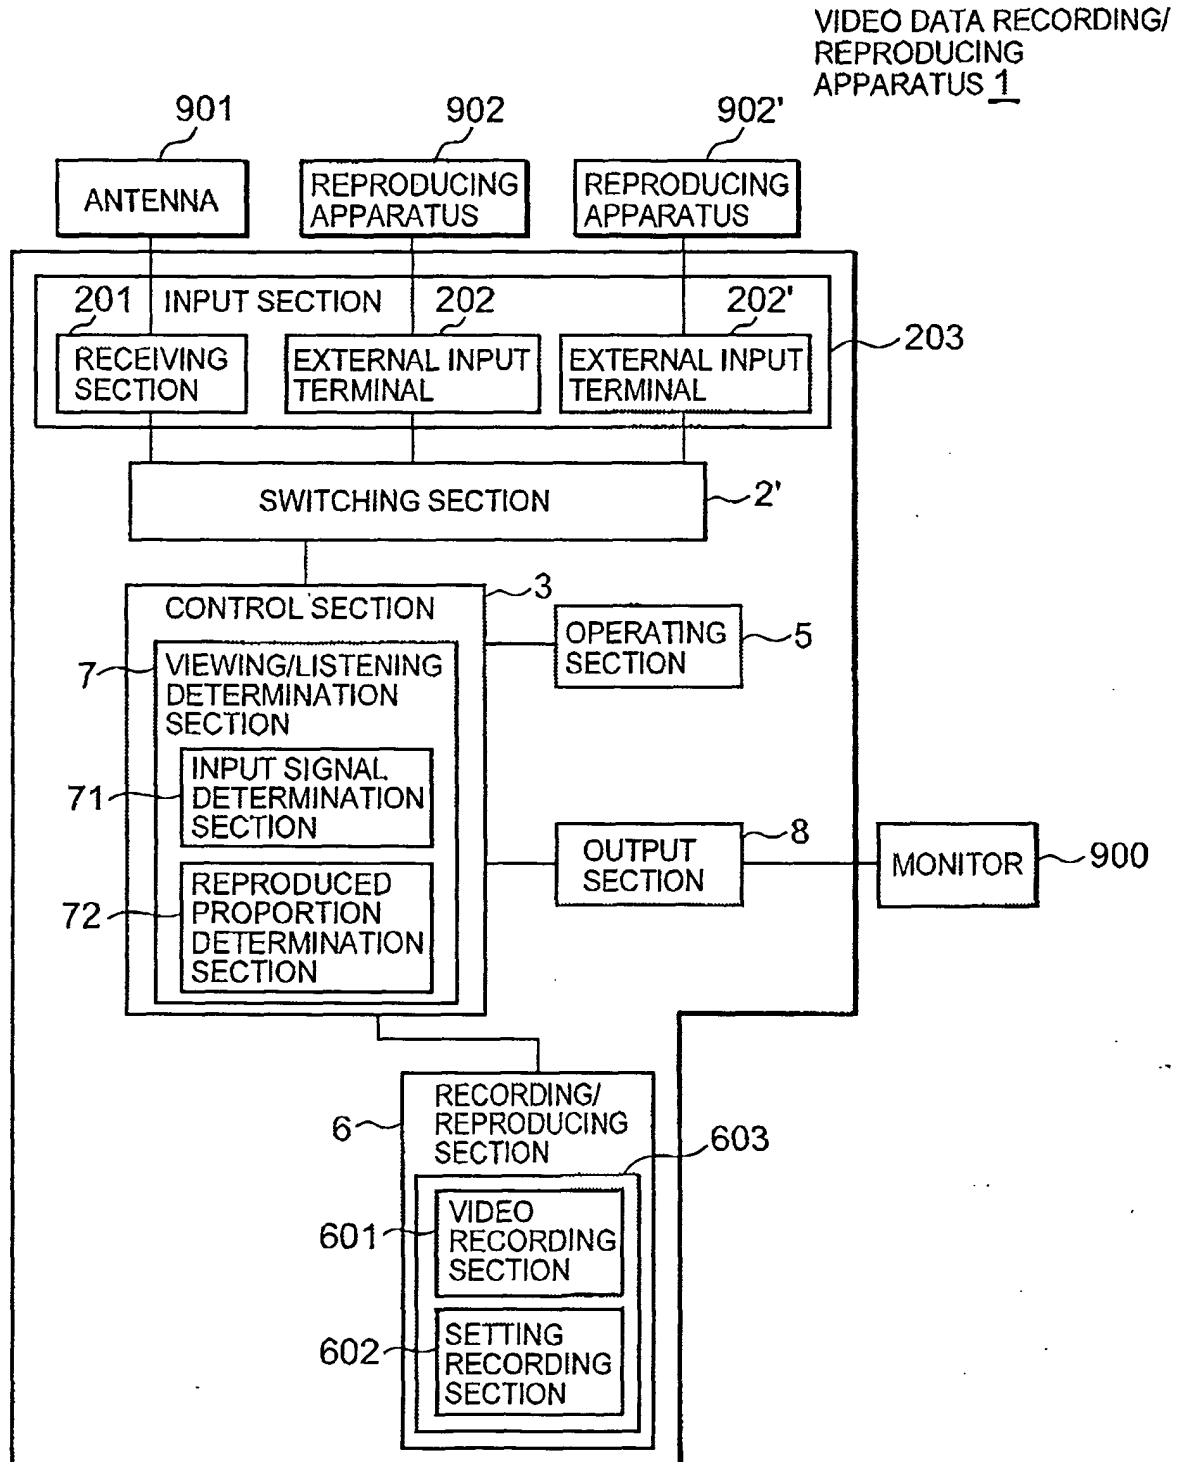 VIDEO DATA RECORDING/
REPRODUCING
APPARATUS 1
901
902
902'
ANTENNA
REPRODUCING
APPARATUS
REPRODUCING
APPARATUS
201
INPUT SECTION
202
202'
203
RECEIVING
SECTION
EXTERNAL INPUT
TERMINAL
EXTERNAL INPUT
TERMINAL
SWITCHING SECTION
2'
CONTROL SECTION
3
OPERATING
SECTION
5
7
VIEWING/LISTENING
DETERMINATION
SECTION
71
INPUT SIGNAL
DETERMINATION
SECTION
OUTPUT
SECTION
8
MONITOR
900
72
REPRODUCED
PROPORTION
DETERMINATION
SECTION
6
RECORDING/
REPRODUCING
SECTION
603
601
VIDEO
RECORDING
SECTION
602
SETTING
RECORDING
SECTION